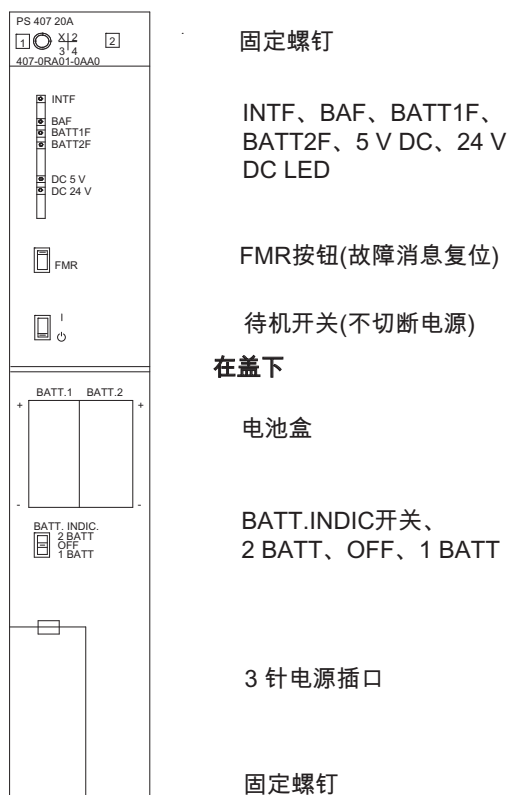 PS 407 20A
1 X 2 3 4 2
407-0RA01-0AA0
固定螺钉
INTF
BAF
BATT1F
BATT2F
DC 5 V
DC 24 V
INTF、BAF、BATT1F、
BATT2F、5 V DC、24 V
DC LED
FMR
FMR按钮(故障消息复位)
I
待机开关(不切断电源)
在盖下
BATT.1 BATT.2
+ +
电池盒
- -
BATT. INDIC.
2 BATT
OFF
1 BATT
BATT.INDIC开关、
2 BATT、OFF、1 BATT
3 针电源插口
固定螺钉